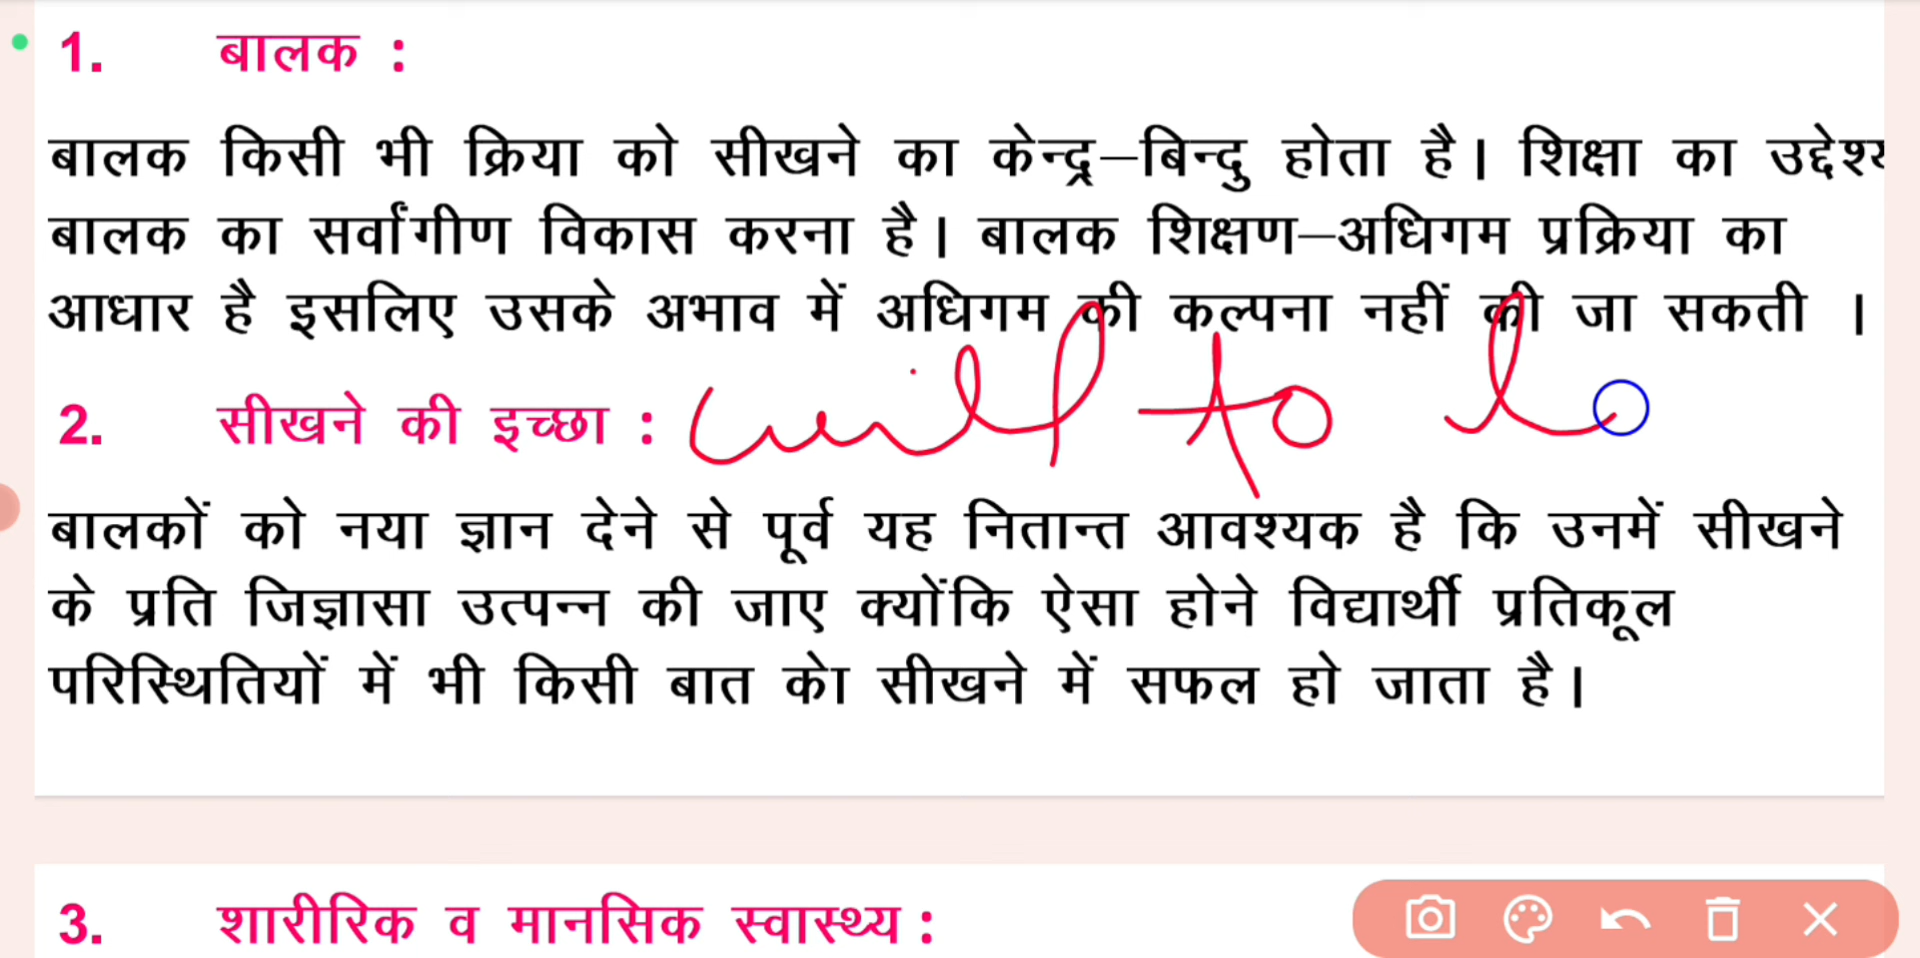 1. बालक :
बालक किसी भी क्रिया को सीखने का केन्द्र–बिन्दु होता है। शिक्षा का उद्देश्य
बालक का सर्वांगीण विकास करना है। बालक शिक्षण–अधिगम प्रक्रिया का
आधार है इसलिए उसके अभाव में अधिगम की कल्पना नहीं की जा सकती ।
2. सीखने की इच्छा : will to
बालकों को नया ज्ञान देने से पूर्व यह नितान्त आवश्यक है कि उनमें सीखने
के प्रति जिज्ञासा उत्पन्न की जाए क्योंकि ऐसा होने विद्यार्थी प्रतिकूल
परिस्थितियों में भी किसी बात केा सीखने में सफल हो जाता है।
3. शारीरिक व मानसिक स्वास्थ्य :